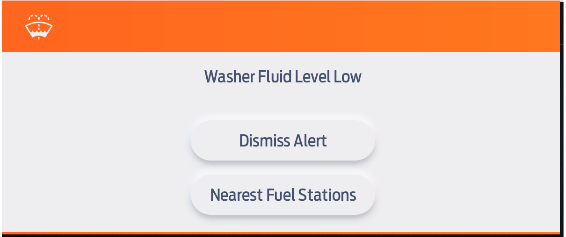 Washer Fluid Level Low
Dismiss Alert
Nearest Fuel Stations